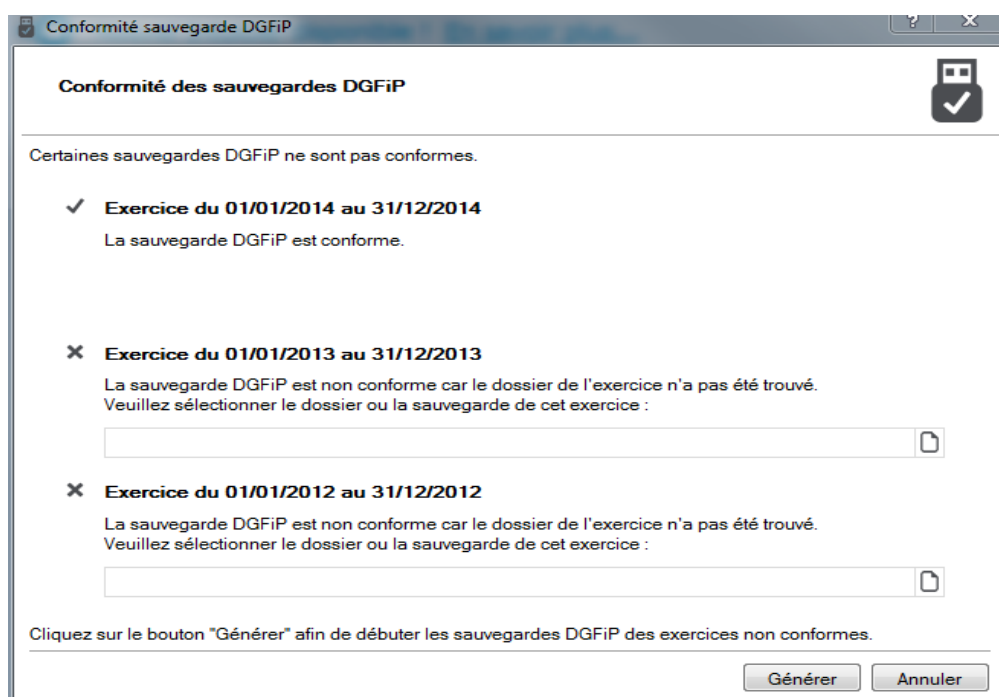 Conformité sauvegarde DGFiP
Conformité des sauvegardes DGFiP
Certaines sauvegardes DGFiP ne sont pas conformes.
Exercice du 01/01/2014 au 31/12/2014
La sauvegarde DGFiP est conforme.
Exercice du 01/01/2013 au 31/12/2013
La sauvegarde DGFiP est non conforme car le dossier de l'exercice n'a pas été trouvé.
Veuillez sélectionner le dossier ou la sauvegarde de cet exercice :
Exercice du 01/01/2012 au 31/12/2012
La sauvegarde DGFiP est non conforme car le dossier de l'exercice n'a pas été trouvé.
Veuillez sélectionner le dossier ou la sauvegarde de cet exercice :
Cliquez sur le bouton "Générer" afin de débuter les sauvegardes DGFiP des exercices non conformes.
Générer Annuler